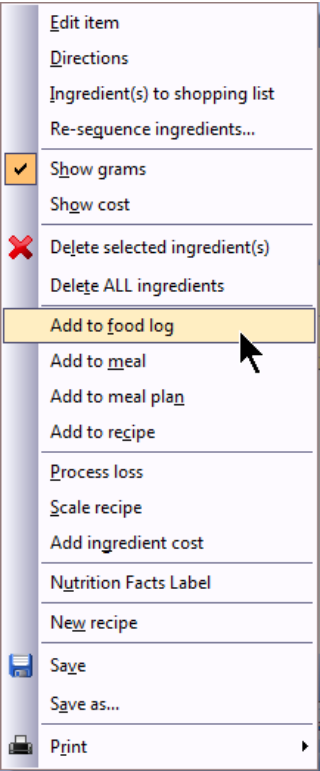 Edit item
Directions
Ingredient(s) to shopping list
Re-sequence ingredients...
Show grams
Show cost
Delete selected ingredient(s)
Delete ALL ingredients
Add to food log
Add to meal
Add to meal plan
Add to recipe
Process loss
Scale recipe
Add ingredient cost
Nutrition Facts Label
New recipe
Save
Save as...
Print